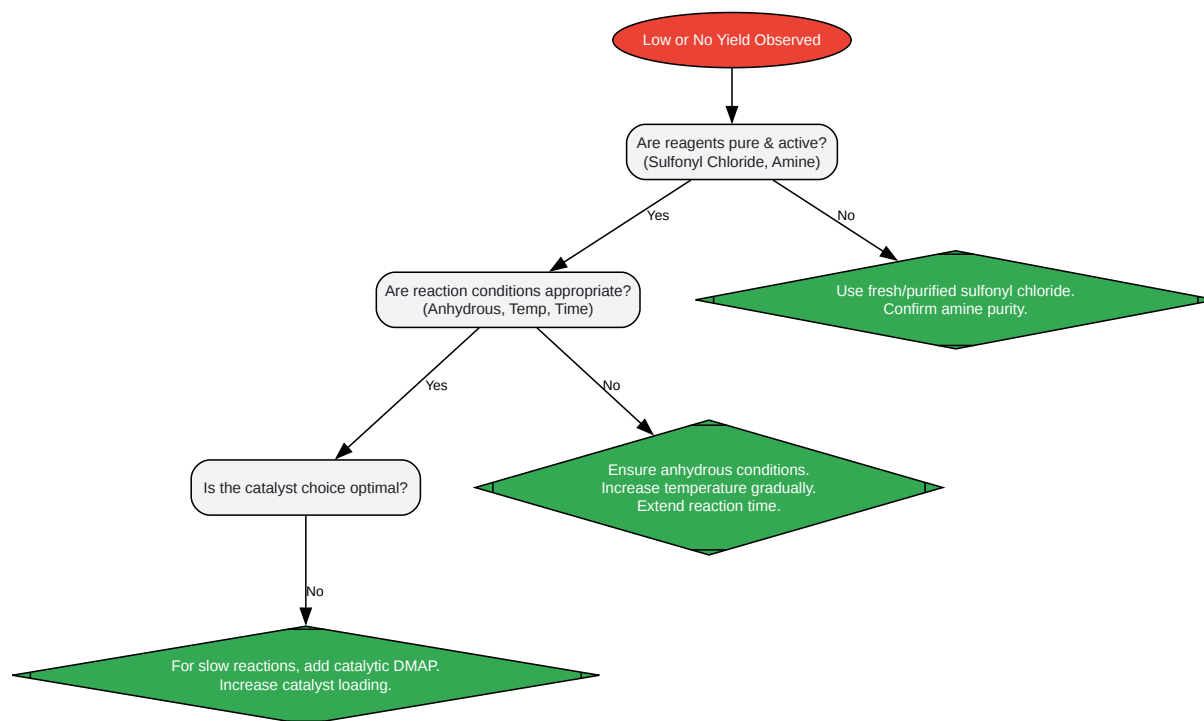 Low or No Yield Observed
Are reagents pure & active?
(Sulfonyl Chloride, Amine)
Yes
No
Are reaction conditions appropriate?
(Anhydrous, Temp, Time)
Use fresh/purified sulfonyl chloride.
Confirm amine purity.
Yes
No
Is the catalyst choice optimal?
Ensure anhydrous conditions.
Increase temperature gradually.
Extend reaction time.
No
For slow reactions, add catalytic DMAP.
Increase catalyst loading.